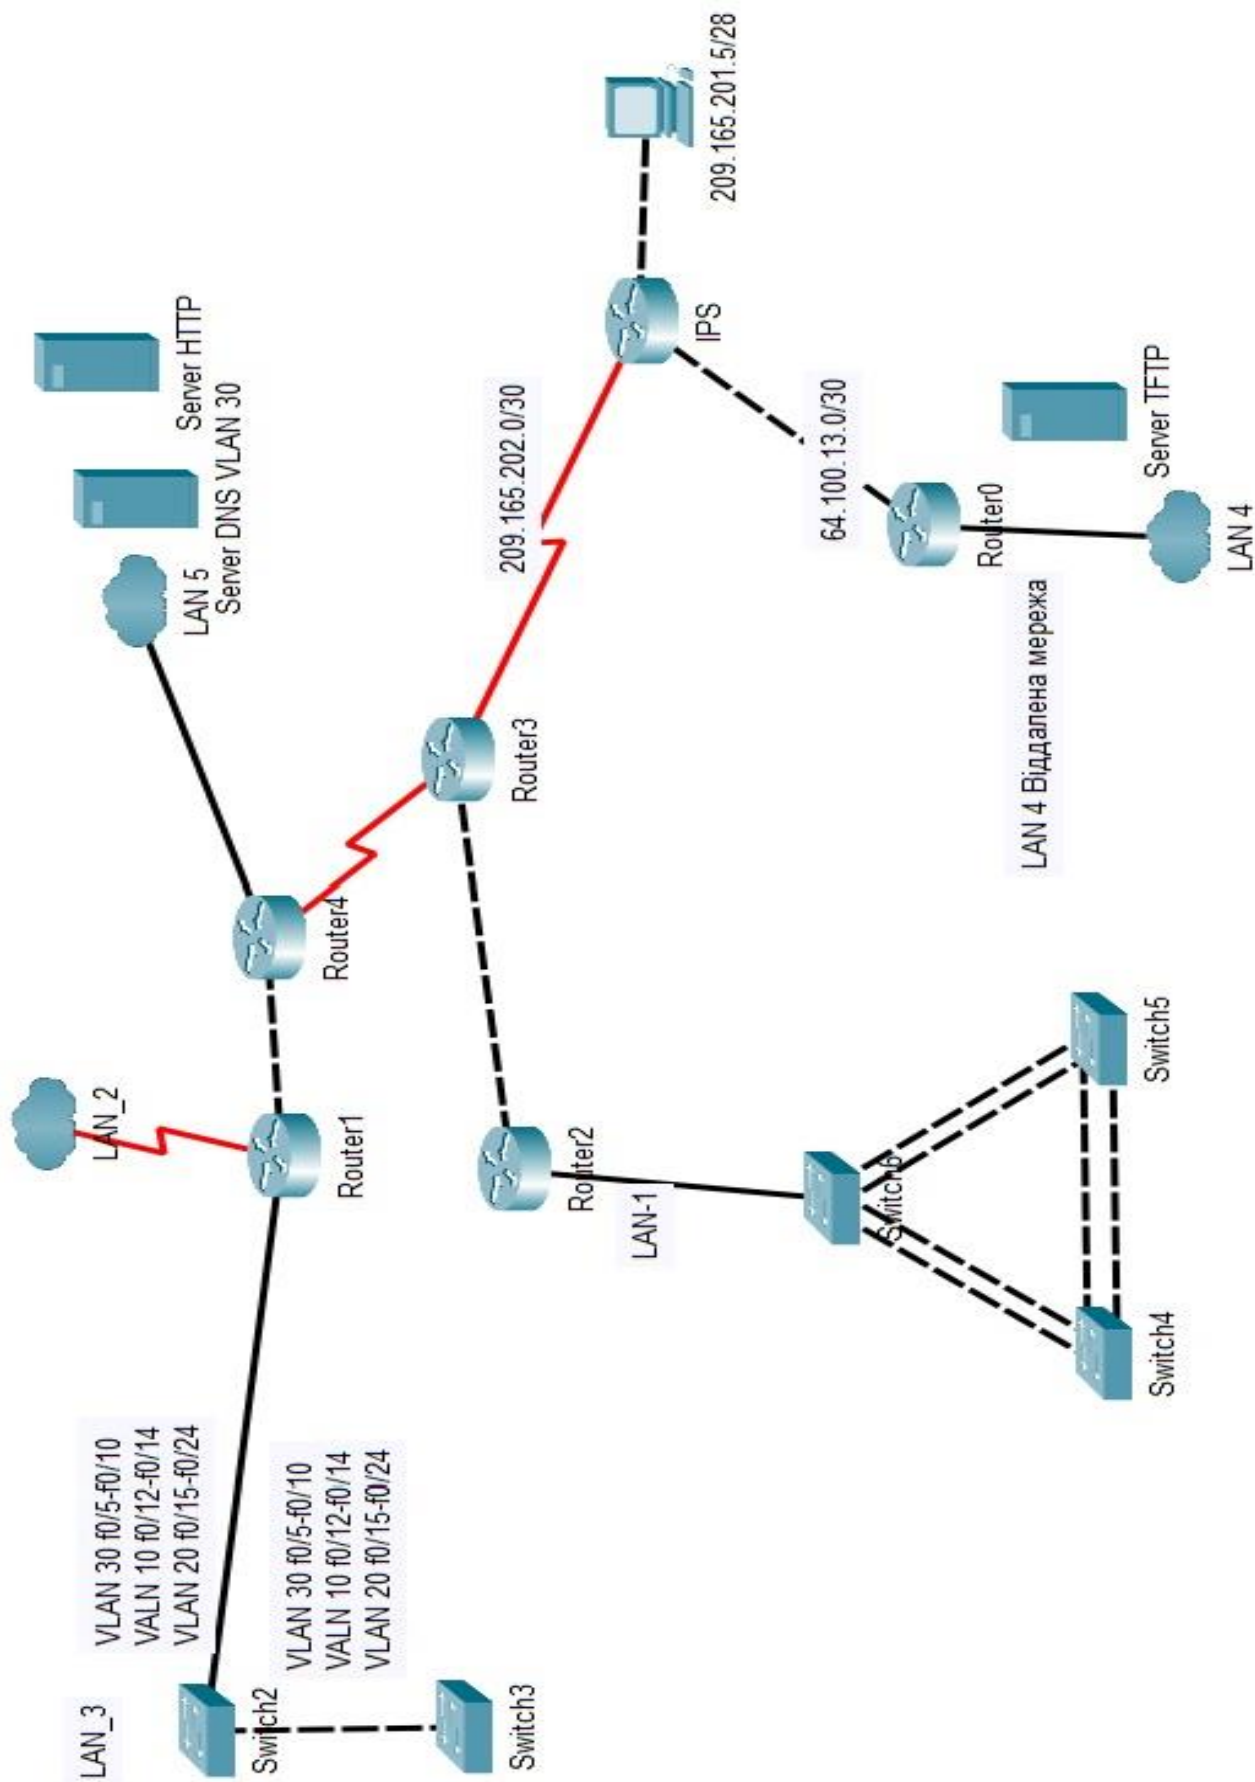 LAN_3
VLAN 30 f0/5-f0/10
VALN 10 f0/12-f0/14
VLAN 20 f0/15-f0/24
Switch2
VLAN 30 f0/5-f0/10
VALN 10 f0/12-f0/14
VLAN 20 f0/15-f0/24
Switch3
LAN_2
Router1
Router4
LAN 5
Server DNS VLAN 30
Server HTTP
Router3
209.165.202.0/30
IPS
209.165.201.5/28
Router2
LAN-1
Switch6
Switch4
Switch5
64.100.13.0/30
Router0
LAN 4 Віддалена мережа
Server TFTP
LAN 4